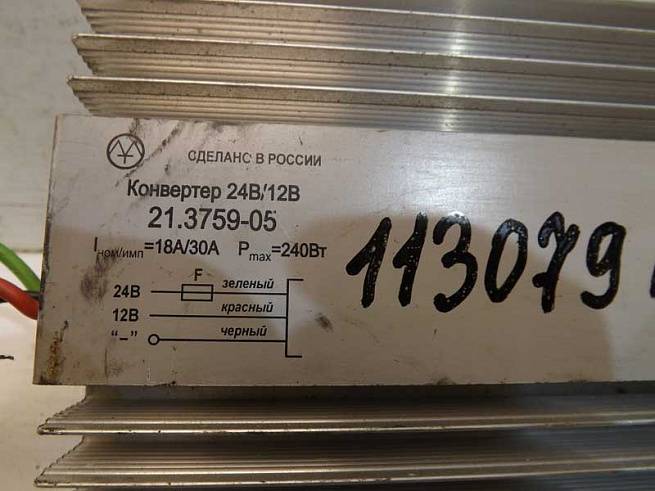 СДЕЛАНС В РОССИИ
Конвертер 24В/12В
21.3759-05
Iном/имп=18А/30А Pmax=240Вт
F
24В зеленый
12В красный
“–” черный
113079